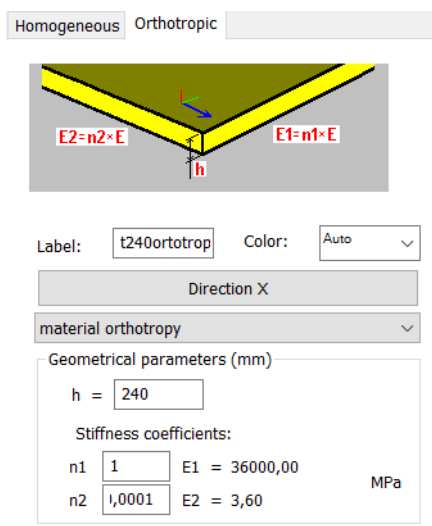 Homogeneous Orthotropic
E2=n2×E E1=n1×E
h
Label: t240ortotrop Color: Auto
Direction X
material orthotropy
Geometrical parameters (mm)
h = 240
Stiffness coefficients:
n1 1 E1 = 36000,00
MPa
n2 ,0001 E2 = 3,60